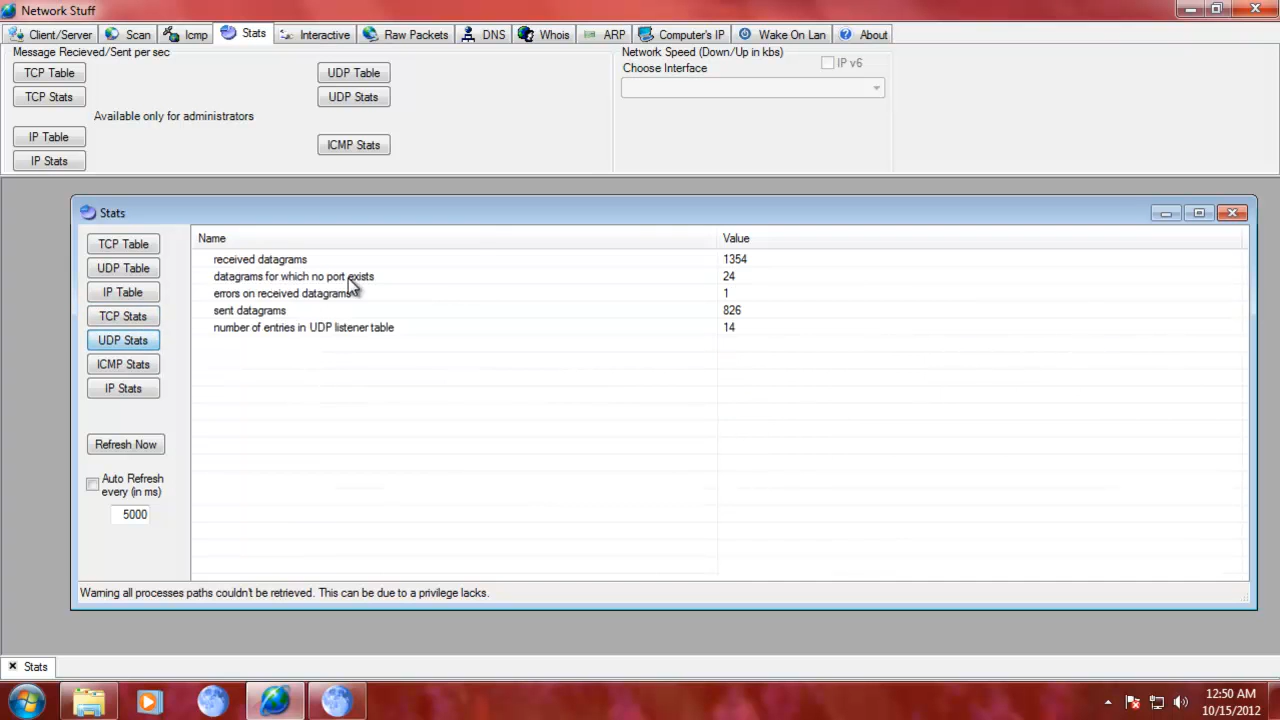 Network Stuff
Client/Server Scan Icmp Stats Interactive Raw Packets DNS Whois ARP Computer's IP Wake On Lan About
Message Recieved/Sent per sec
Network Speed (Down/Up in kbs)
Choose Interface
IP v6
TCP Table
UDP Table
TCP Stats
UDP Stats
Available only for administrators
IP Table
ICMP Stats
IP Stats
Stats
TCP Table
UDP Table
IP Table
TCP Stats
UDP Stats
ICMP Stats
IP Stats
Refresh Now
Auto Refresh
every (in ms)
5000
Name Value
received datagrams 1354
datagrams for which no port exists 24
errors on received datagrams 1
sent datagrams 826
number of entries in UDP listener table 14
Warning all processes paths couldn't be retrieved. This can be due to a privilege lacks.
Stats
12:50 AM
10/15/2012